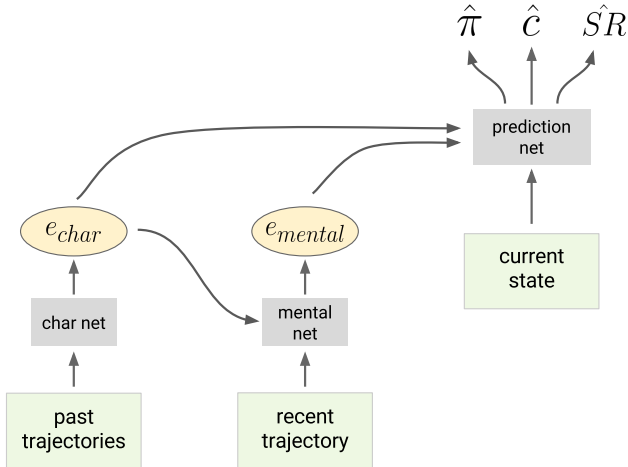 π̂ ĉ SR̂
prediction
net
e_char
e_mental
current
state
char net
mental
net
past
trajectories
recent
trajectory